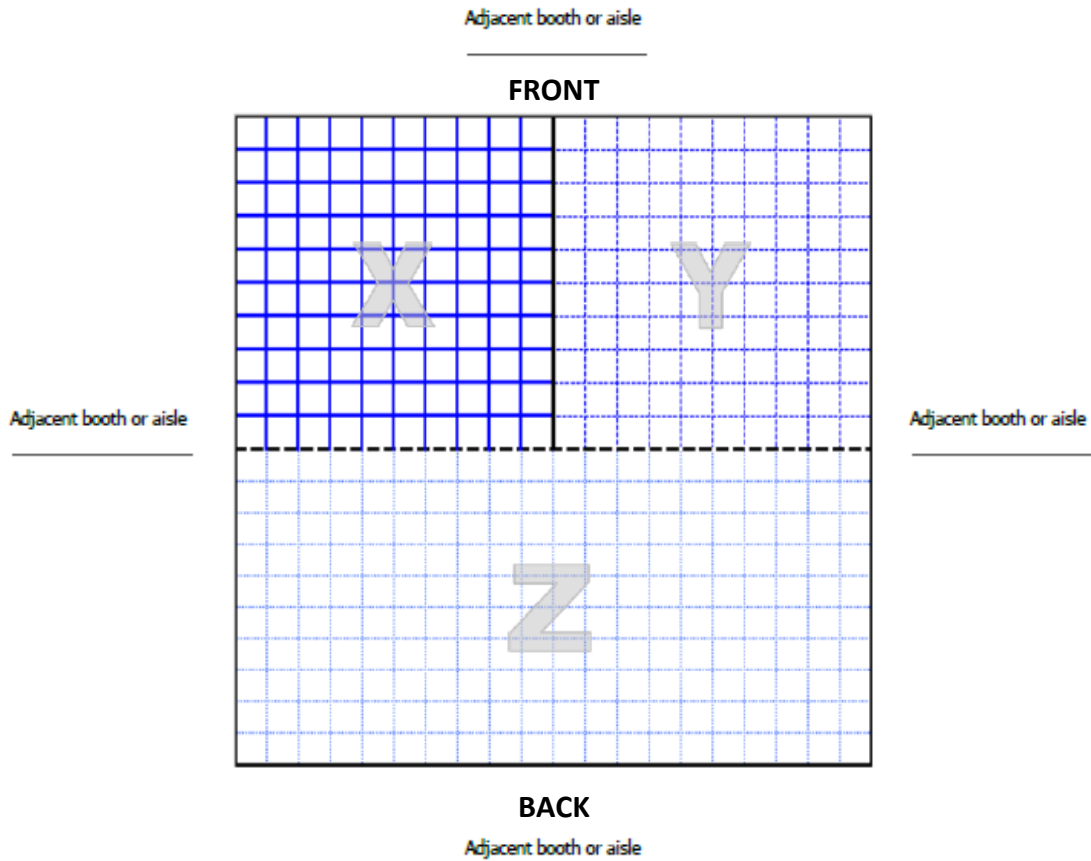 Adjacent booth or aisle
FRONT
X Y
Adjacent booth or aisle Adjacent booth or aisle
Z
BACK
Adjacent booth or aisle